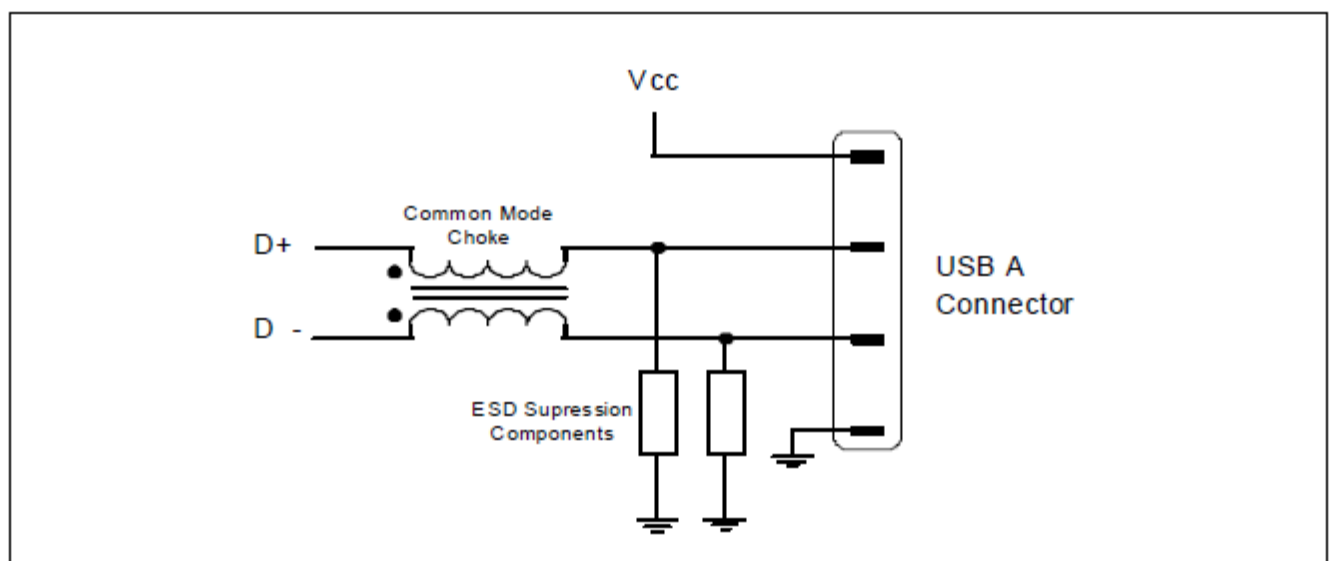 Vcc
Common Mode
Choke
D+
D -
USB A
Connector
ESD Supression
Components